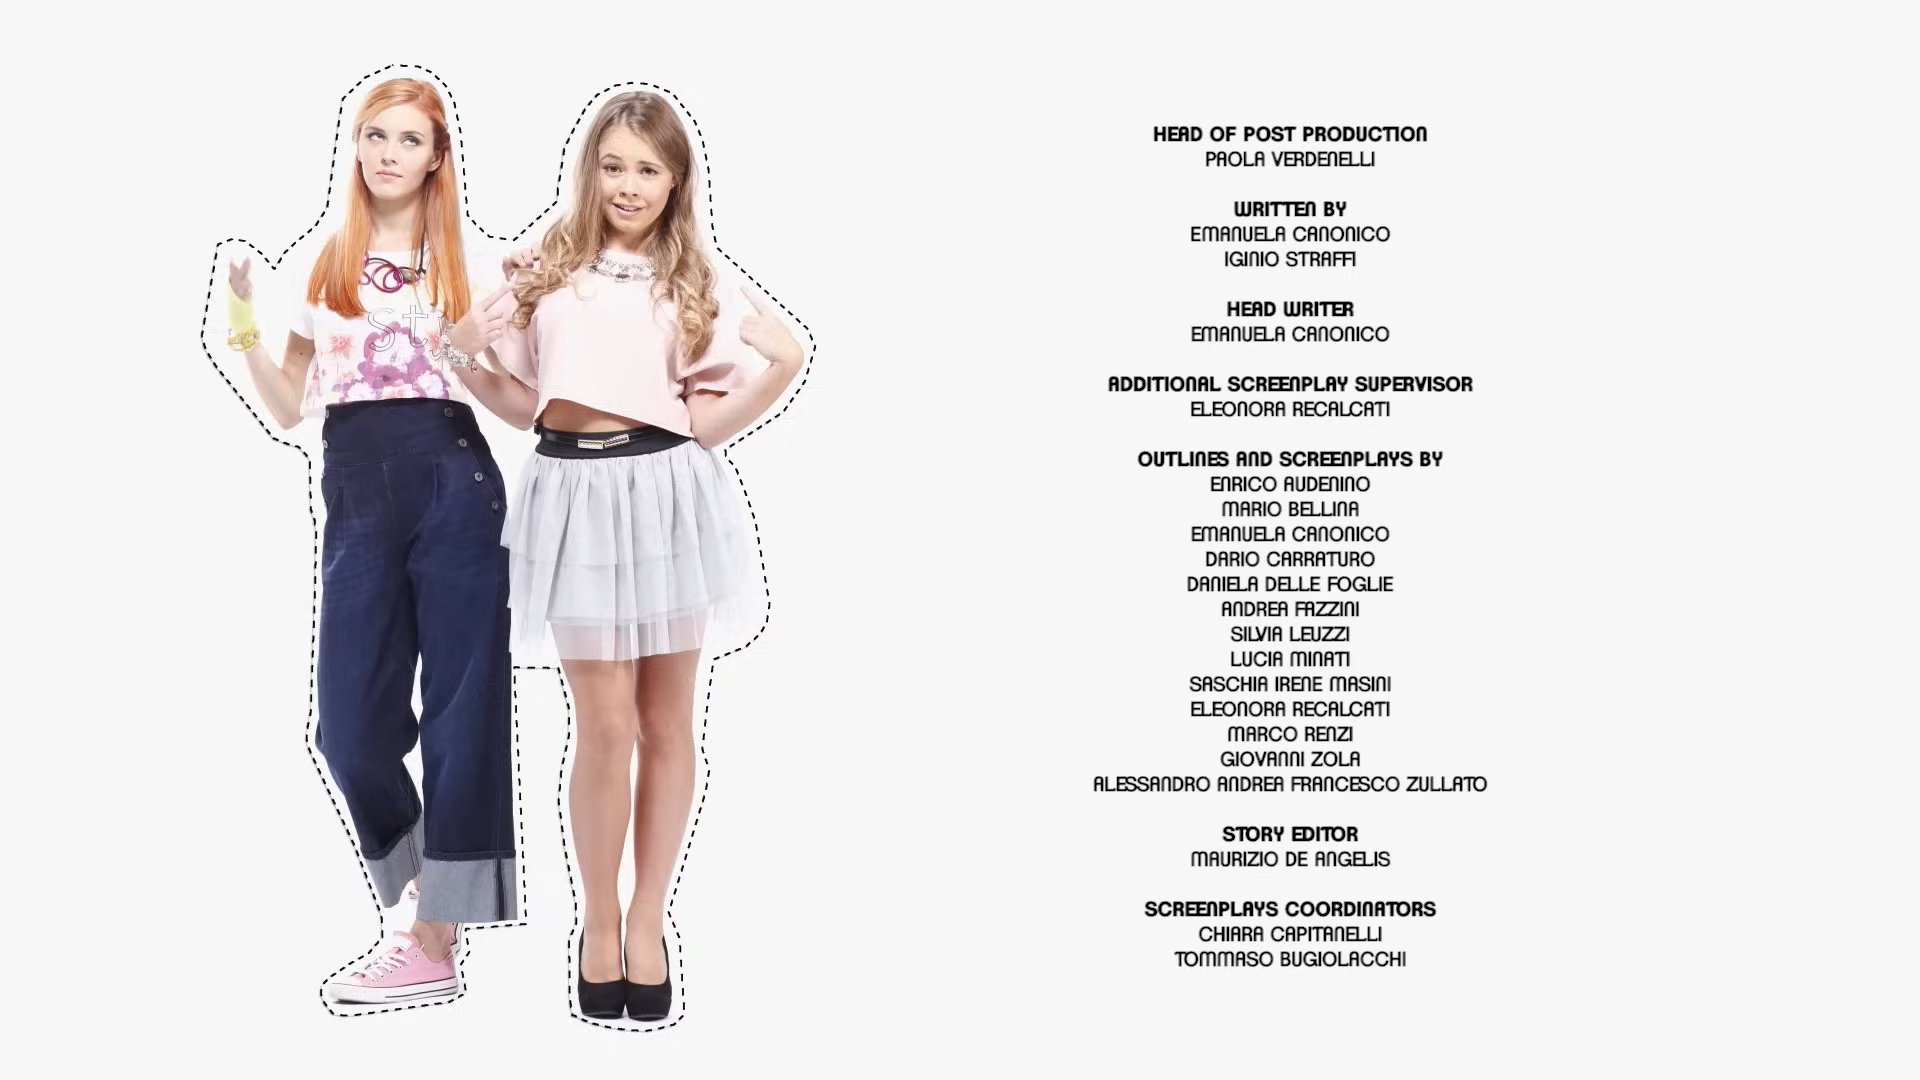 st
HEAD OF POST PRODUCTION
PAOLA VERDENELLI
WRITTEN BY
EMANUELA CANONICO
IGINIO STRAFFI
HEAD WRITER
EMANUELA CANONICO
ADDITIONAL SCREENPLAY SUPERVISOR
ELEONORA RECALCATI
OUTLINES AND SCREENPLAYS BY
ENRICO AUDENINO
MARIO BELLINA
EMANUELA CANONICO
DARIO CARRATURO
DANIELA DELLE FOGLIE
ANDREA FAZZINI
SILVIA LEUZZI
LUCIA MINATI
SASCHIA IRENE MASINI
ELEONORA RECALCATI
MARCO RENZI
GIOVANNI ZOLA
ALESSANDRO ANDREA FRANCESCO ZULLATO
STORY EDITOR
MAURIZIO DE ANGELIS
SCREENPLAYS COORDINATORS
CHIARA CAPITANELLI
TOMMASO BUGIOLACCHI